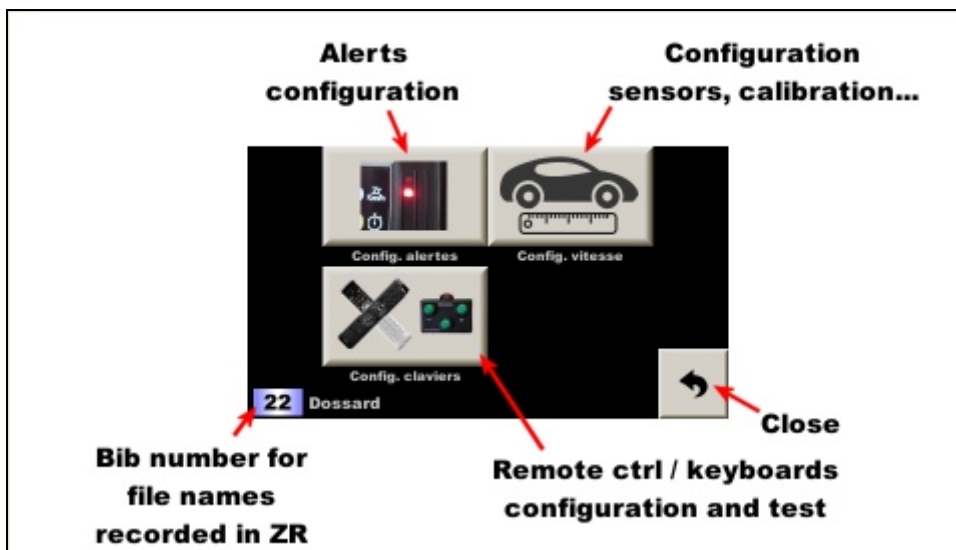 Alerts
configuration
Configuration
sensors, calibration...
Config. alertes
Config. vitesse
Config. claviers
22 Dossard
Close
Bib number for
file names
recorded in ZR
Remote ctrl / keyboards
configuration and test